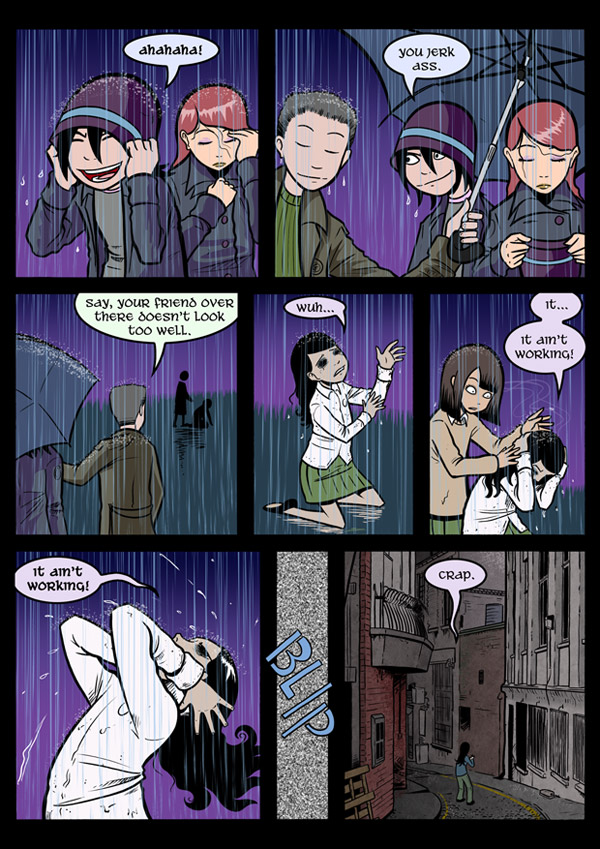 ahahaha!
you jerk
ass.
say, your friend over
there doesn't look
too well.
wuh...
it...
it ain't
working!
it ain't
working!
BLIP
crap.